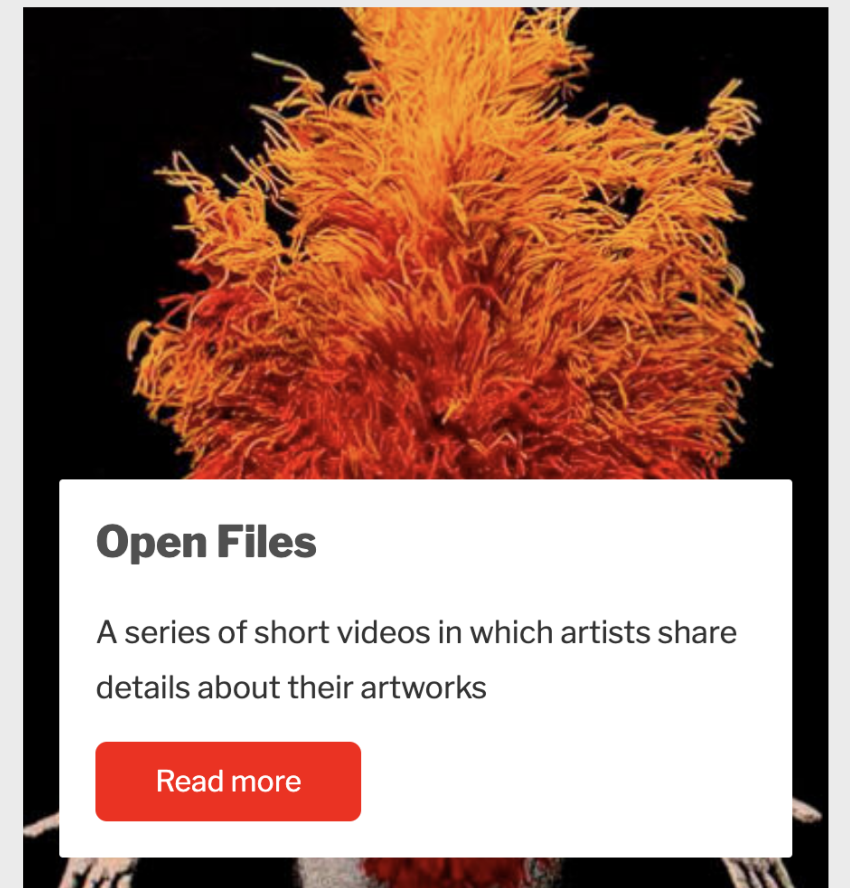 Open Files
A series of short videos in which artists share
details about their artworks
Read more